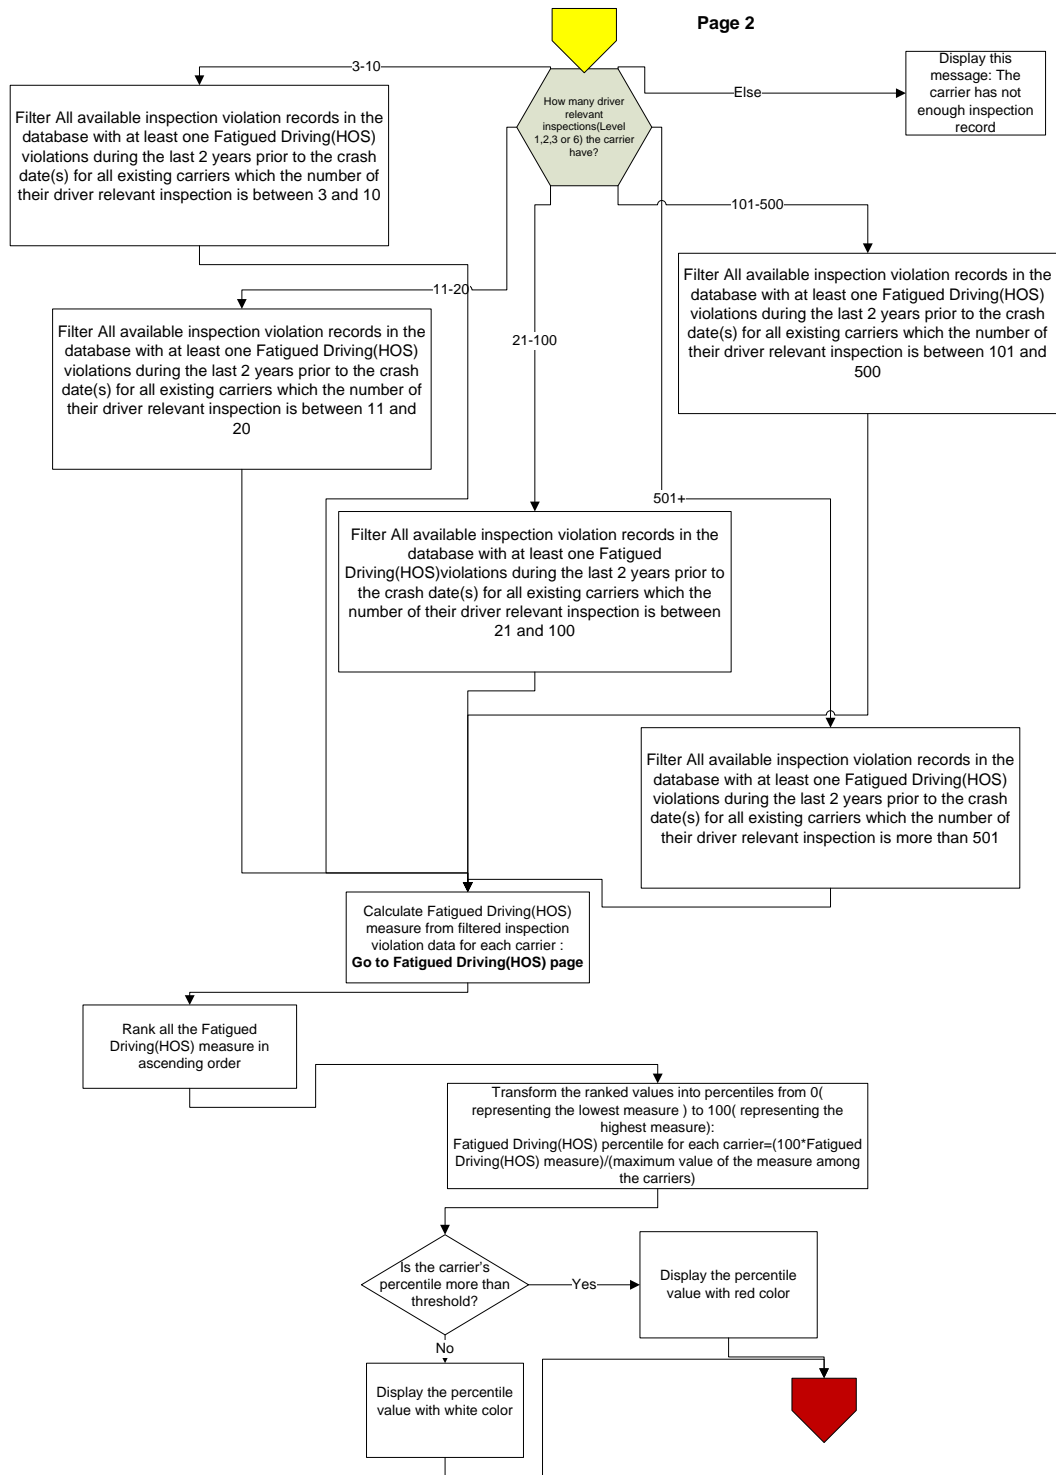 Page 2
3-10
Else
Display this
message: The
carrier has not
enough inspection
record
How many driver
relevant
inspections(Level
1,2,3 or 6) the carrier
have?
Filter All available inspection violation records in the
database with at least one Fatigued Driving(HOS)
violations during the last 2 years prior to the crash
date(s) for all existing carriers which the number of
their driver relevant inspection is between 3 and 10
101-500
11-20
Filter All available inspection violation records in the
database with at least one Fatigued Driving(HOS)
violations during the last 2 years prior to the crash
date(s) for all existing carriers which the number of
their driver relevant inspection is between 101 and
500
Filter All available inspection violation records in the
database with at least one Fatigued Driving(HOS)
violations during the last 2 years prior to the crash
date(s) for all existing carriers which the number of
their driver relevant inspection is between 11 and
20
21-100
501+
Filter All available inspection violation records in the
database with at least one Fatigued
Driving(HOS)violations during the last 2 years prior to
the crash date(s) for all existing carriers which the
number of their driver relevant inspection is between
21 and 100
Filter All available inspection violation records in the
database with at least one Fatigued Driving(HOS)
violations during the last 2 years prior to the crash
date(s) for all existing carriers which the number of
their driver relevant inspection is more than 501
Calculate Fatigued Driving(HOS)
measure from filtered inspection
violation data for each carrier :
Go to Fatigued Driving(HOS) page
Rank all the Fatigued
Driving(HOS) measure in
ascending order
Transform the ranked values into percentiles from 0(
representing the lowest measure ) to 100( representing the
highest measure):
Fatigued Driving(HOS) percentile for each carrier=(100*Fatigued
Driving(HOS) measure)/(maximum value of the measure among
the carriers)
Is the carrier's
percentile more than
threshold?
Yes
Display the percentile
value with red color
No
Display the percentile
value with white color